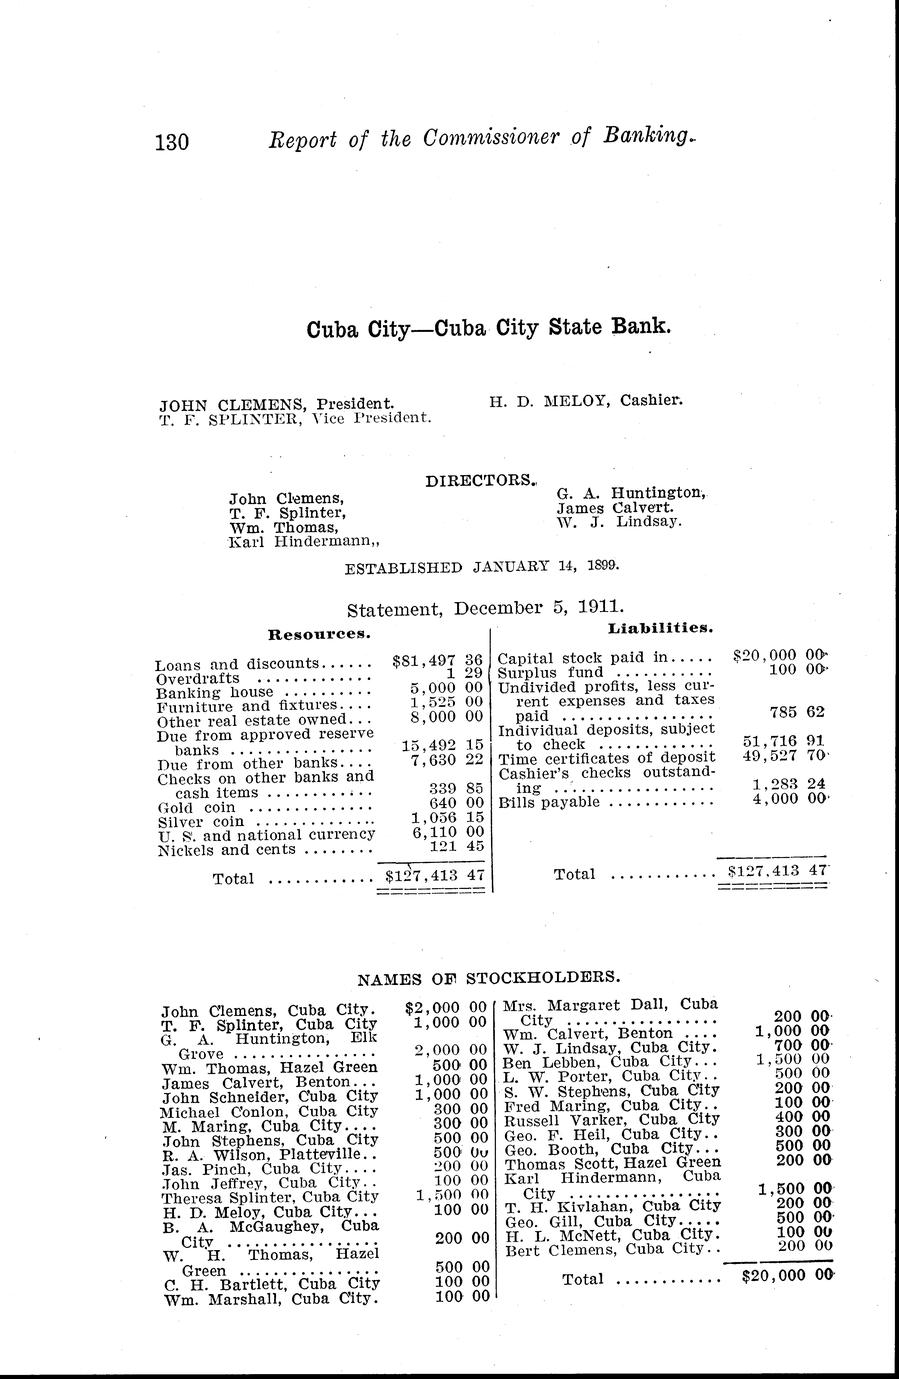 130 Report of the Commissioner of Banking.
Cuba City—Cuba City State Bank.
JOHN CLEMENS, President. H. D. MELOY, Cashier.
T. F. SPLINTER, Vice President.
DIRECTORS.
John Clemens,
T. F. Splinter,
Wm. Thomas,
Karl Hindermann,,
G. A. Huntington,
James Calvert.
W. J. Lindsay.
ESTABLISHED JANUARY 14, 1899.
Statement, December 5, 1911.
Resources.
Loans and discounts...... $81,497 36
Overdrafts ............. 1 29
Banking house .......... 5,000 00
Furniture and fixtures.... 1,525 00
Other real estate owned... 8,000 00
Due from approved reserve
banks ................ 15,492 15
Due from other banks.... 7,630 22
Checks on other banks and
cash items ............ 339 85
Gold coin .............. 640 00
Silver coin ............. 1,056 15
U. S. and national currency 6,110 00
Nickels and cents ........ 121 45
Total ............ $127,413 47
Liabilities.
Capital stock paid in..... $20,000 00
Surplus fund ........... 100 00
Undivided profits, less cur-
rent expenses and taxes
paid ................. 785 62
Individual deposits, subject
to check ............. 51,716 91
Time certificates of deposit 49,527 70
Cashier's checks outstand-
ing .................. 1,283 24
Bills payable ............ 4,000 00
Total ............ $127,413 47
NAMES OF STOCKHOLDERS.
John Clemens, Cuba City. $2,000 00
T. F. Splinter, Cuba City 1,000 00
G. A. Huntington, Elk
Grove ................ 2,000 00
Wm. Thomas, Hazel Green 500 00
James Calvert, Benton... 1,000 00
John Schneider, Cuba City 1,000 00
Michael Conlon, Cuba City 300 00
M. Maring, Cuba City.... 300 00
John Stephens, Cuba City 500 00
R. A. Wilson, Platteville.. 500 00
Jas. Pinch, Cuba City.... 200 00
John Jeffrey, Cuba City.. 100 00
Theresa Splinter, Cuba City 1,500 00
H. D. Meloy, Cuba City... 100 00
B. A. McGaughey, Cuba
City ................. 200 00
W. H. Thomas, Hazel
Green ................ 500 00
C. H. Bartlett, Cuba City 100 00
Wm. Marshall, Cuba City. 100 00
Mrs. Margaret Dall, Cuba
City ................. 200 00
Wm. Calvert, Benton .... 1,000 00
W. J. Lindsay, Cuba City. 700 00
Ben Lebben, Cuba City... 1,500 00
L. W. Porter, Cuba City.. 500 00
S. W. Stephens, Cuba City 200 00
Fred Maring, Cuba City.. 100 00
Russell Varker, Cuba City 400 00
Geo. F. Heil, Cuba City.. 300 00
Geo. Booth, Cuba City... 500 00
Thomas Scott, Hazel Green 200 00
Karl Hindermann, Cuba
City ................. 1,500 00
T. H. Kivlahan, Cuba City 200 00
Geo. Gill, Cuba City..... 500 00
H. L. McNett, Cuba City. 100 00
Bert Clemens, Cuba City.. 200 00
Total ............ $20,000 00